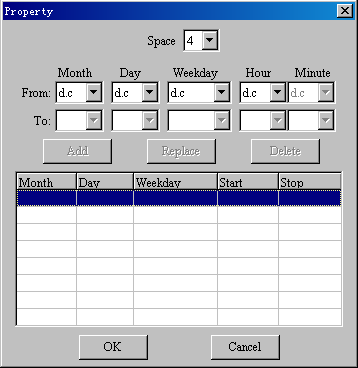 Property
Space 4
Month Day Weekday Hour Minute
From: d.c d.c d.c d.c d.c
To:
Add Replace Delete
Month Day Weekday Start Stop
OK Cancel